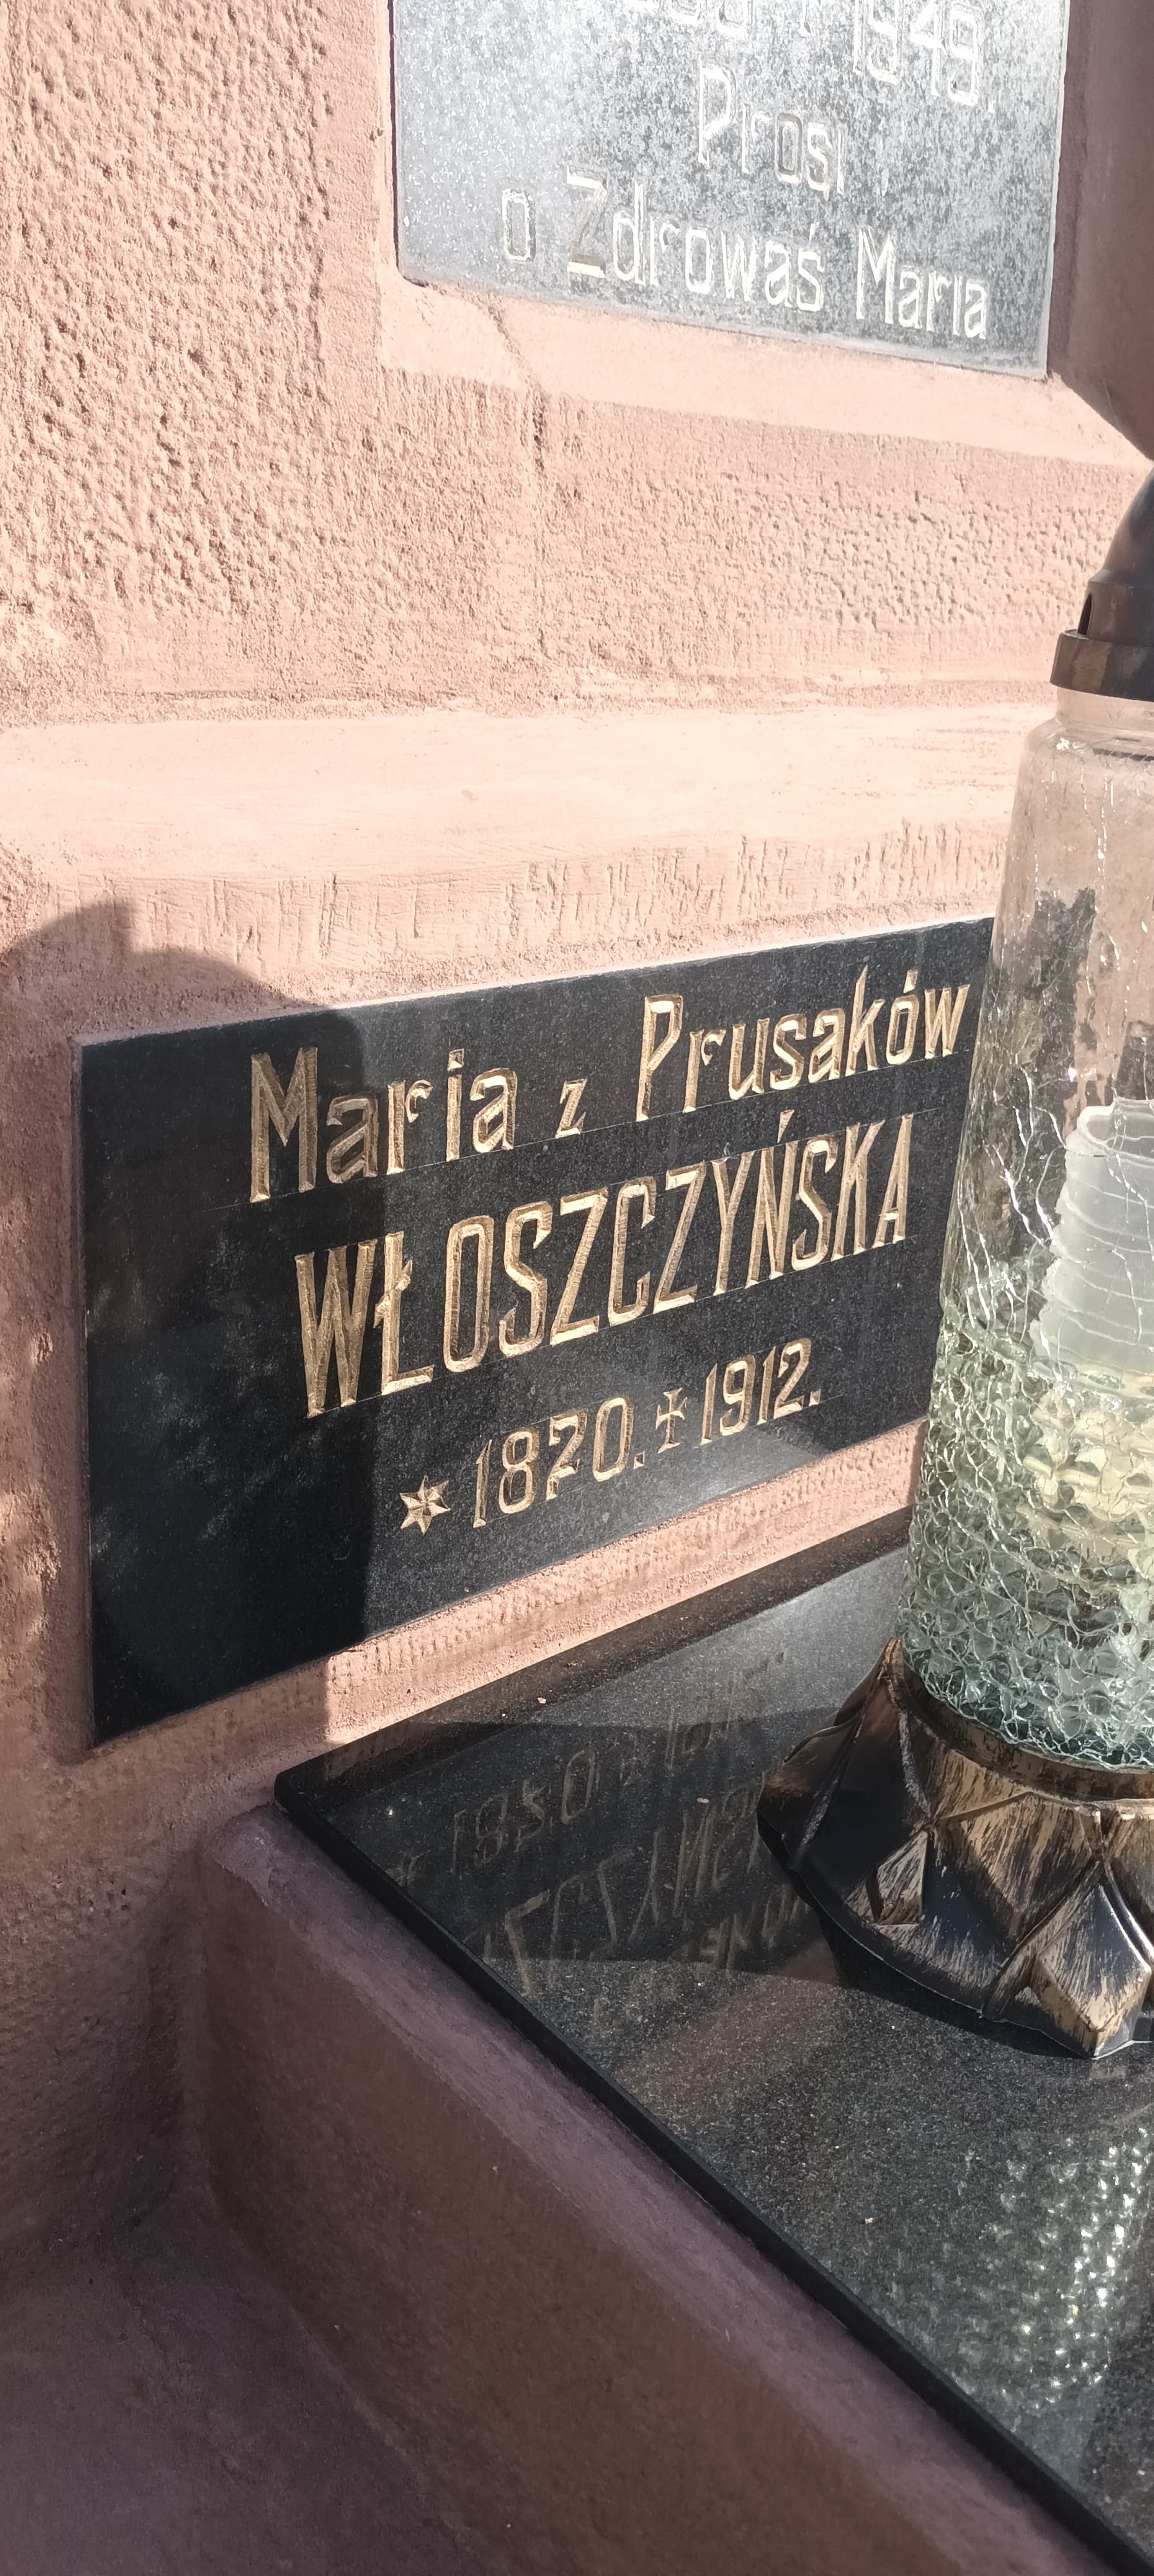 1949.
Prosi
o Zdrowaś Maria
Maria z Prusaków
WŁOSZCZYŃSKA
1870. 1912.